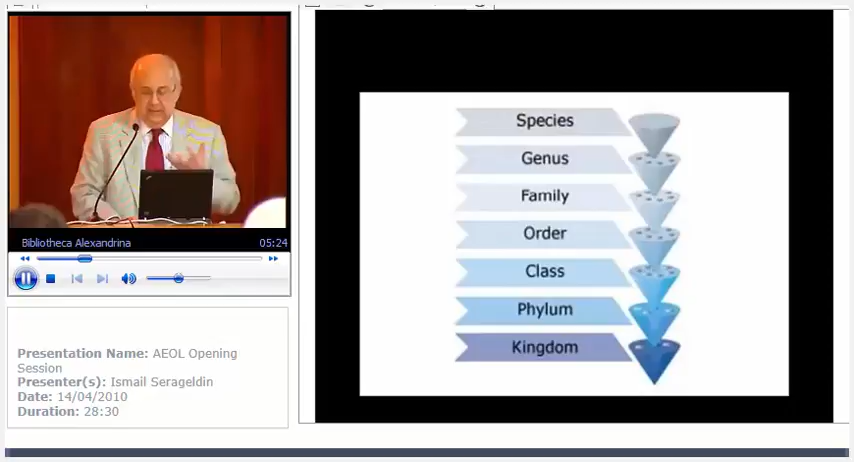 Bibliotheca Alexandrina 05:24
Presentation Name: AEOL Opening
Session
Presenter(s): Ismail Serageldin
Date: 14/04/2010
Duration: 28:30
Species
Genus
Family
Order
Class
Phylum
Kingdom